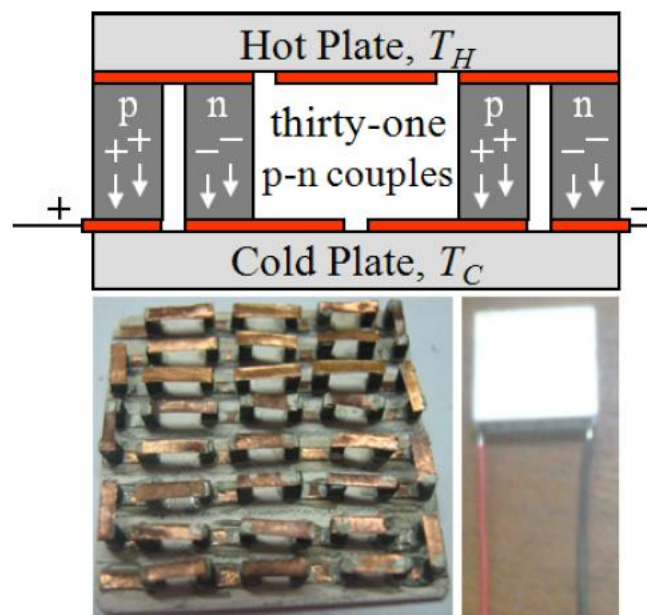 Hot Plate, T_H
p n thirty-one p n
+ + − − p-n couples + + − −
+ −
Cold Plate, T_C